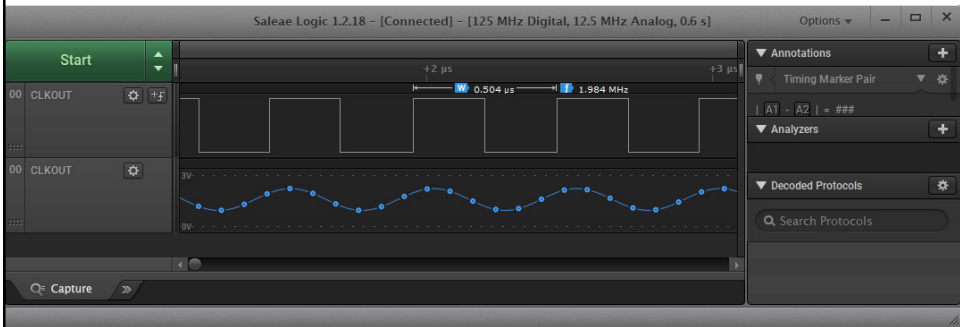 Saleae Logic 1.2.18 - [Connected] - [125 MHz Digital, 12.5 MHz Analog, 0.6 s]
Options
Start
+2 µs
+3 µs
00 CLKOUT
W 0.504 µs
f 1.984 MHz
00 CLKOUT
3V
0V
Capture
Annotations
Timing Marker Pair
| A1 - A2 | = ###
Analyzers
Decoded Protocols
Search Protocols